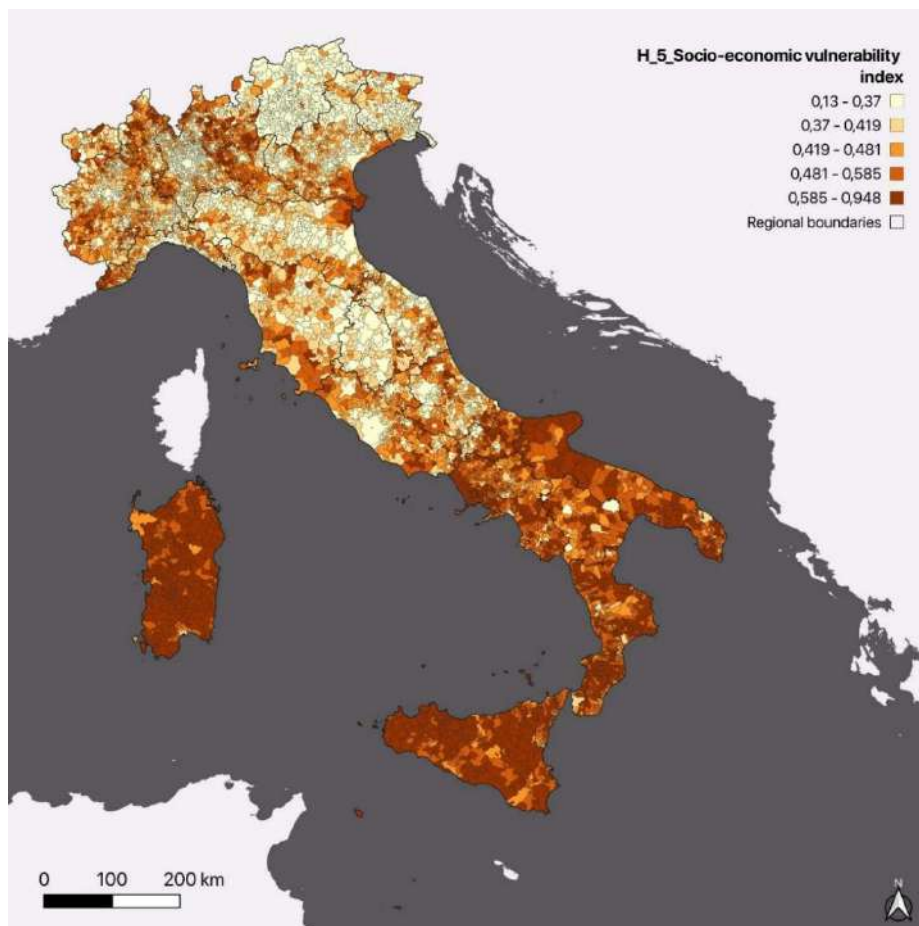 H_5_Socio-economic vulnerability
index
0,13 - 0,37
0,37 - 0,419
0,419 - 0,481
0,481 - 0,585
0,585 - 0,948
Regional boundaries
0 100 200 km
N